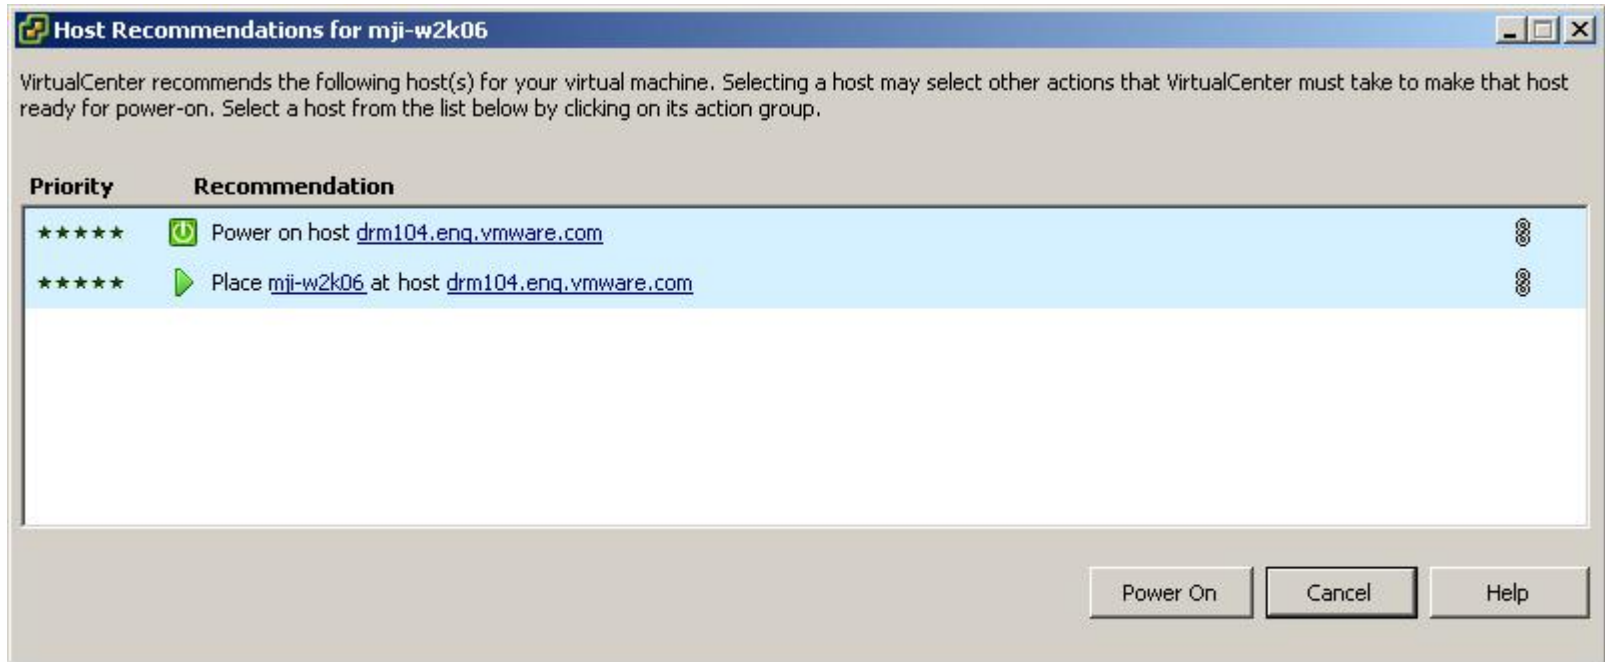 Host Recommendations for mji-w2k06
VirtualCenter recommends the following host(s) for your virtual machine. Selecting a host may select other actions that VirtualCenter must take to make that host
ready for power-on. Select a host from the list below by clicking on its action group.
Priority Recommendation
★★★★★ Power on host drm104.eng.vmware.com
★★★★★ Place mji-w2k06 at host drm104.eng.vmware.com
Power On Cancel Help